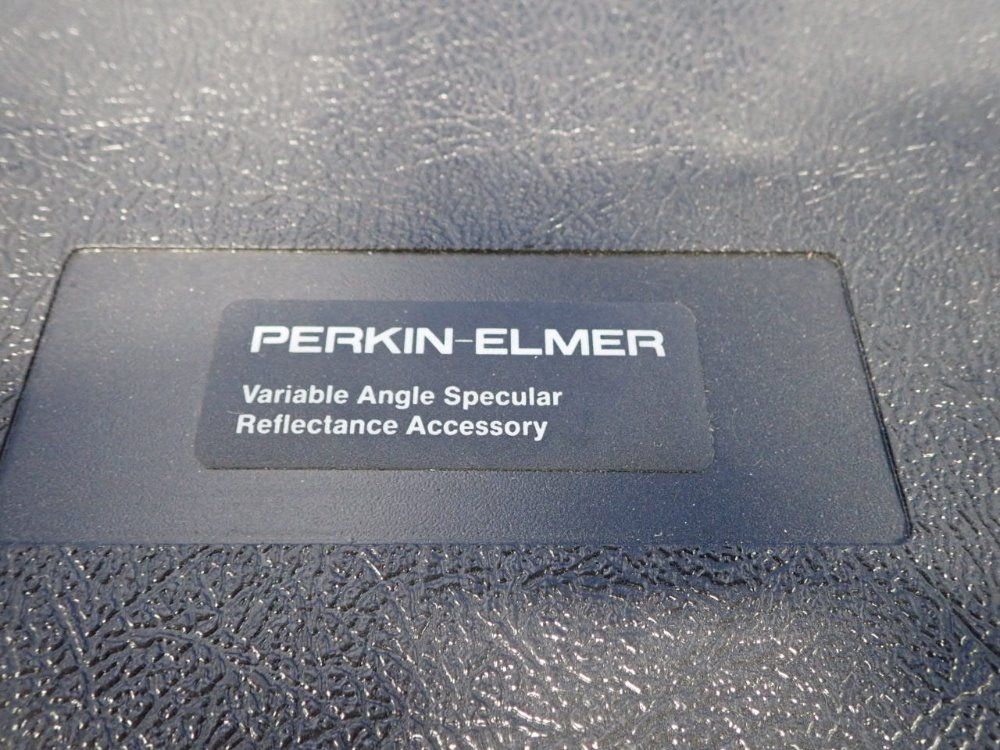 PERKIN-ELMER
Variable Angle Specular
Reflectance Accessory